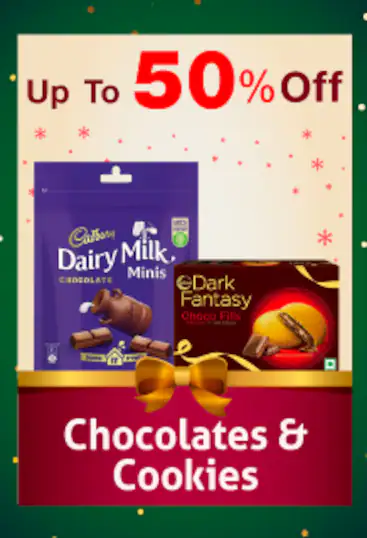 Up To 50% Off
Cadbury
Dairy Milk
Minis
CHOCOLATE
Dark
Fantasy
Choco Fills
Chocolates &
Cookies